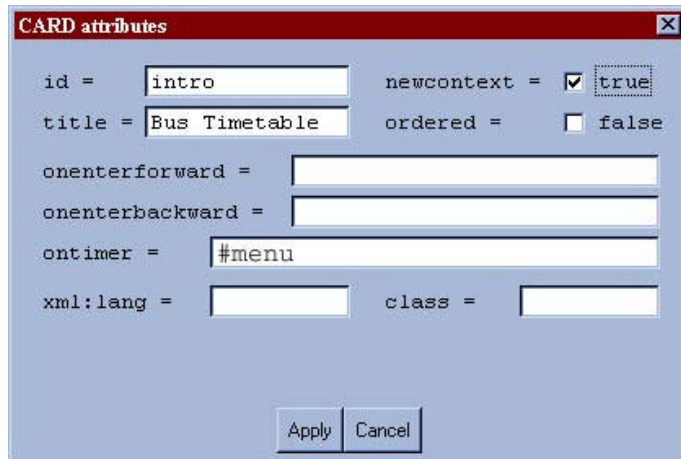 CARD attributes
id = intro newcontext = true
title = Bus Timetable ordered = false
onenterforward =
onenterbackward =
ontimer = #menu
xml:lang = class =
Apply Cancel